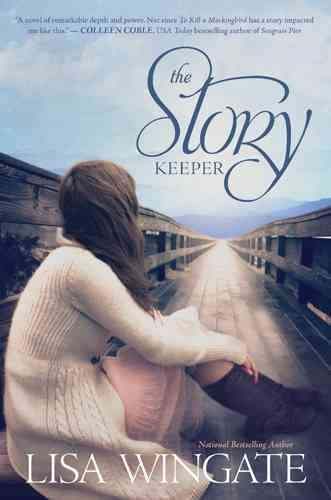 "A novel of remarkable depth and power. Not since To Kill a Mockingbird has a story impacted
me like this." — COLLEEN COBLE, USA Today bestselling author of Seagrass Pier
the
Story
KEEPER
National Bestselling Author
LISA WINGATE